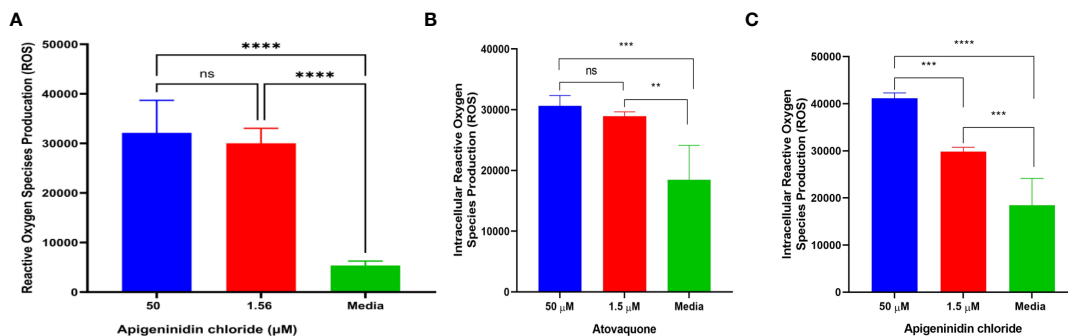 A
Reactive Oxygen Specises Producation (ROS)
50000
40000
30000
20000
10000
0
****
ns
****
50
1.56
Media
Apigeninidin chloride (µM)
B
Intracellular Reactive Oxygen
Species Production (ROS)
40000
30000
20000
10000
0
***
ns
**
50 µM
1.5 µM
Media
Atovaquone
C
Intracellular Reactive Oxygen
Species Production (ROS)
50000
40000
30000
20000
10000
0
****
***
***
50 µM
1.5 µM
Media
Apigeninidin chloride